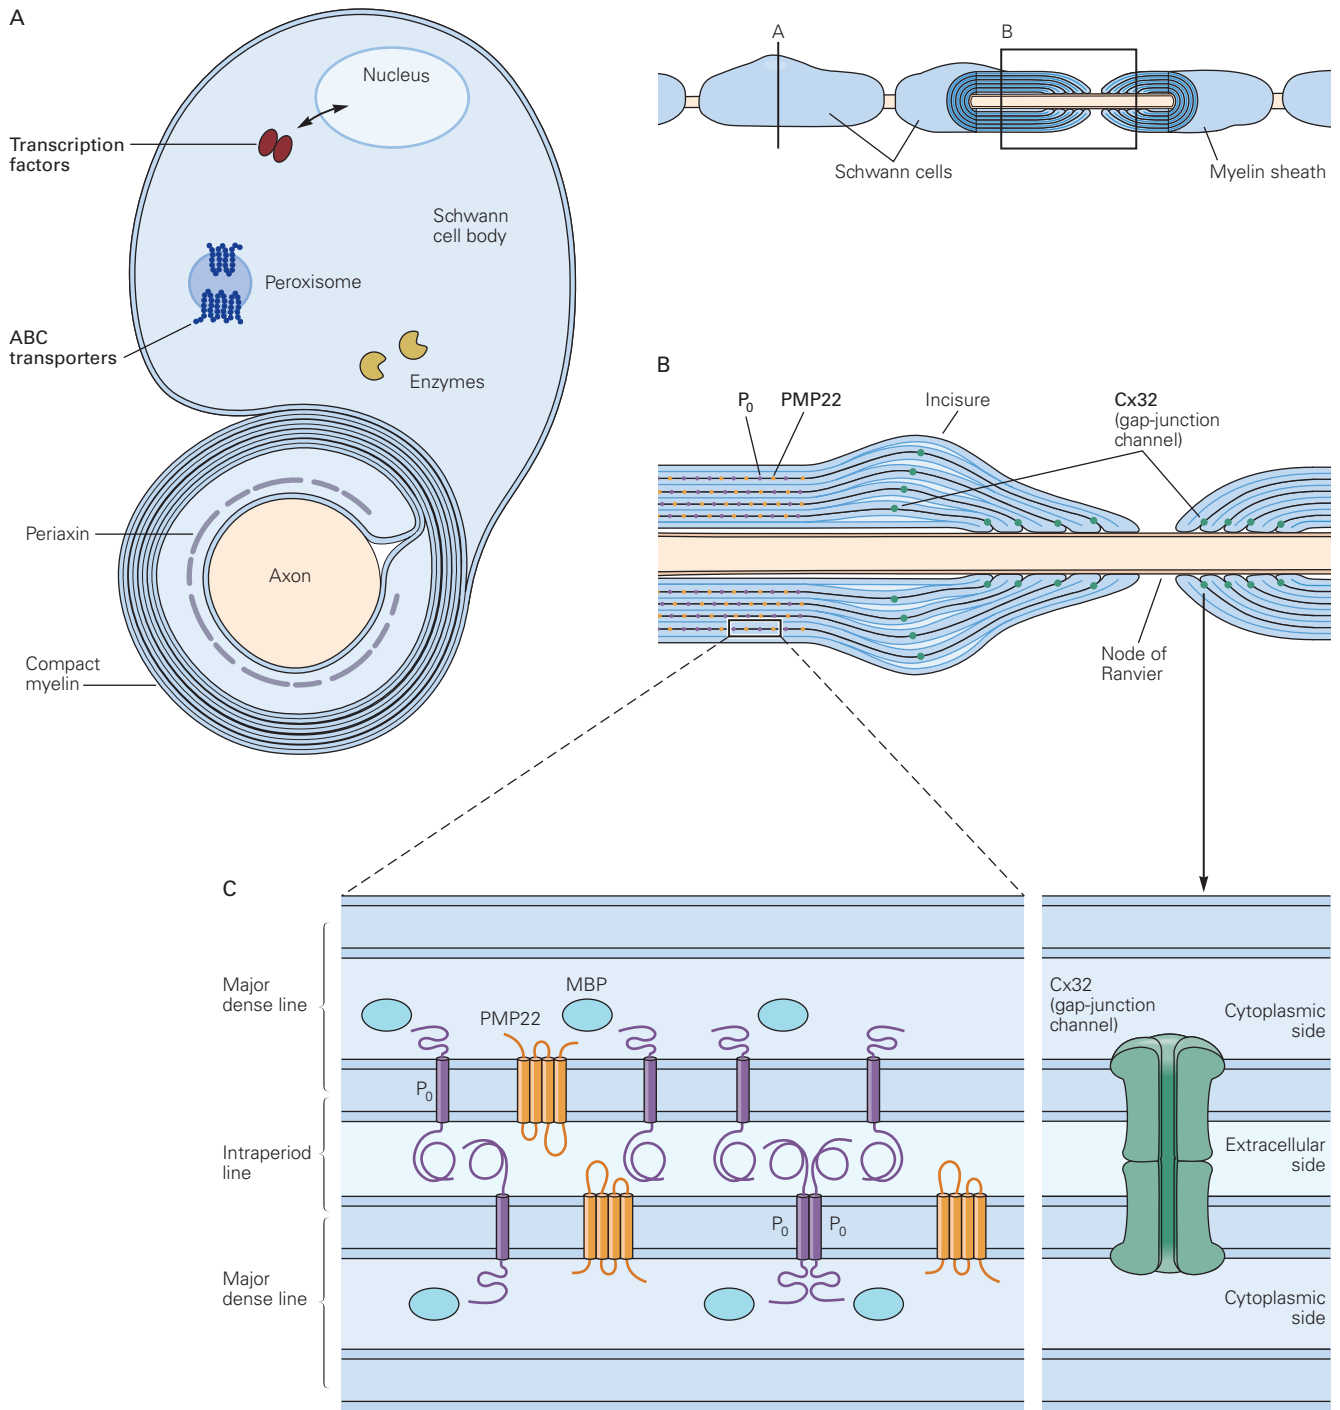 A
Nucleus
Transcription
factors
Schwann
cell body
Peroxisome
ABC
transporters
Enzymes
Periaxin
Axon
Compact
myelin
A
B
Schwann cells
Myelin sheath
B
P0
PMP22
Incisure
Cx32
(gap-junction
channel)
Node of
Ranvier
C
Major
dense line
MBP
PMP22
P0
Intraperiod
line
P0
P0
Major
dense line
Cx32
(gap-junction
channel)
Cytoplasmic
side
Extracellular
side
Cytoplasmic
side